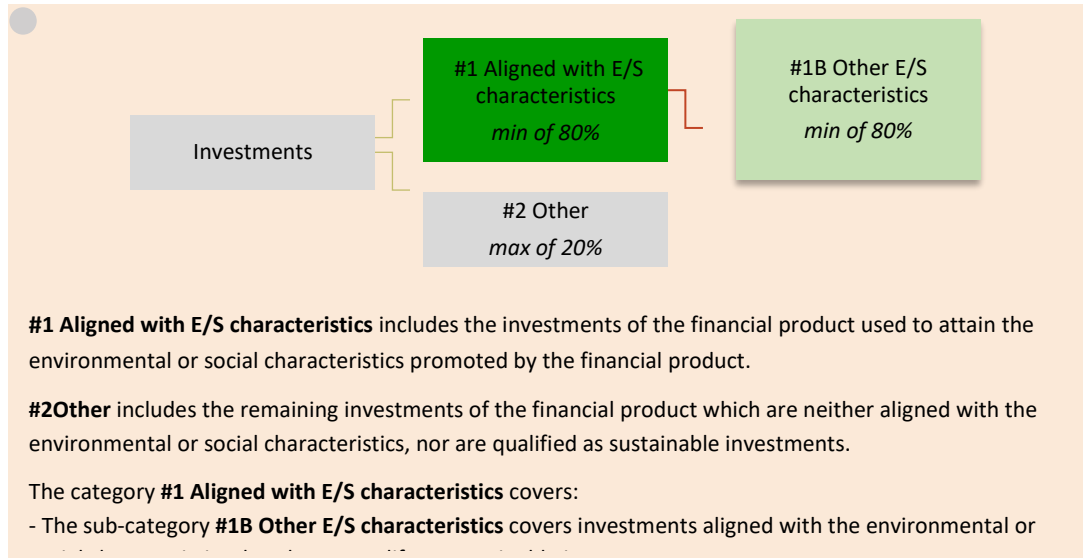 #1 Aligned with E/S
characteristics
min of 80%
#1B Other E/S
characteristics
min of 80%
Investments
#2 Other
max of 20%
#1 Aligned with E/S characteristics includes the investments of the financial product used to attain the
environmental or social characteristics promoted by the financial product.
#2Other includes the remaining investments of the financial product which are neither aligned with the
environmental or social characteristics, nor are qualified as sustainable investments.
The category #1 Aligned with E/S characteristics covers:
- The sub-category #1B Other E/S characteristics covers investments aligned with the environmental or